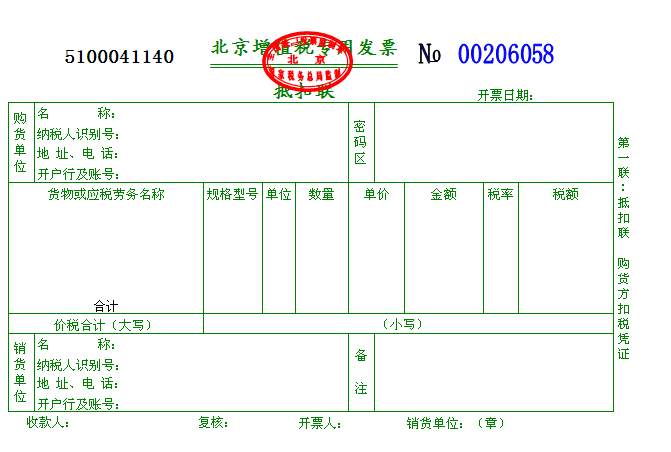 5100041140 北京增值税专用发票 № 00206058
北京
国家税务总局监制
抵扣联
开票日期：
购货单位
名 称：
纳税人识别号：
地 址、电 话：
开户行及账号：
密码区
货物或应税劳务名称 规格型号 单位 数量 单价 金额 税率 税额
合计
价税合计（大写） （小写）
销货单位
名 称：
纳税人识别号：
地 址、电 话：
开户行及账号：
备注
收款人： 复核： 开票人： 销货单位：（章）
第一联：抵扣联 购货方扣税凭证